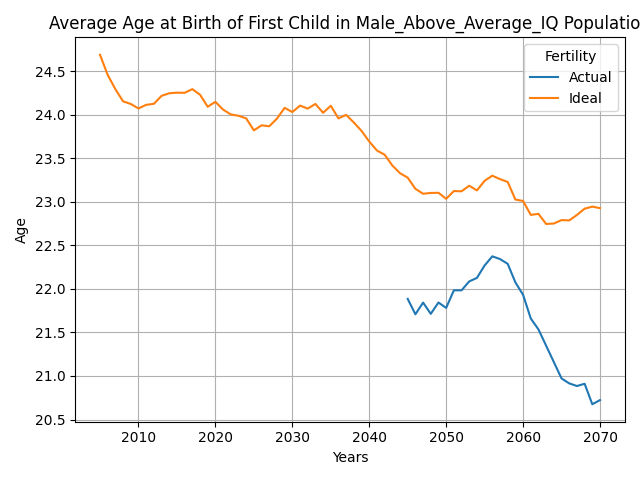 Average Age at Birth of First Child in Male_Above_Average_IQ Populatio
Fertility
Actual
Ideal
24.5
24.0
23.5
23.0
22.5
22.0
21.5
21.0
20.5
Age
2010 2020 2030 2040 2050 2060 2070
Years